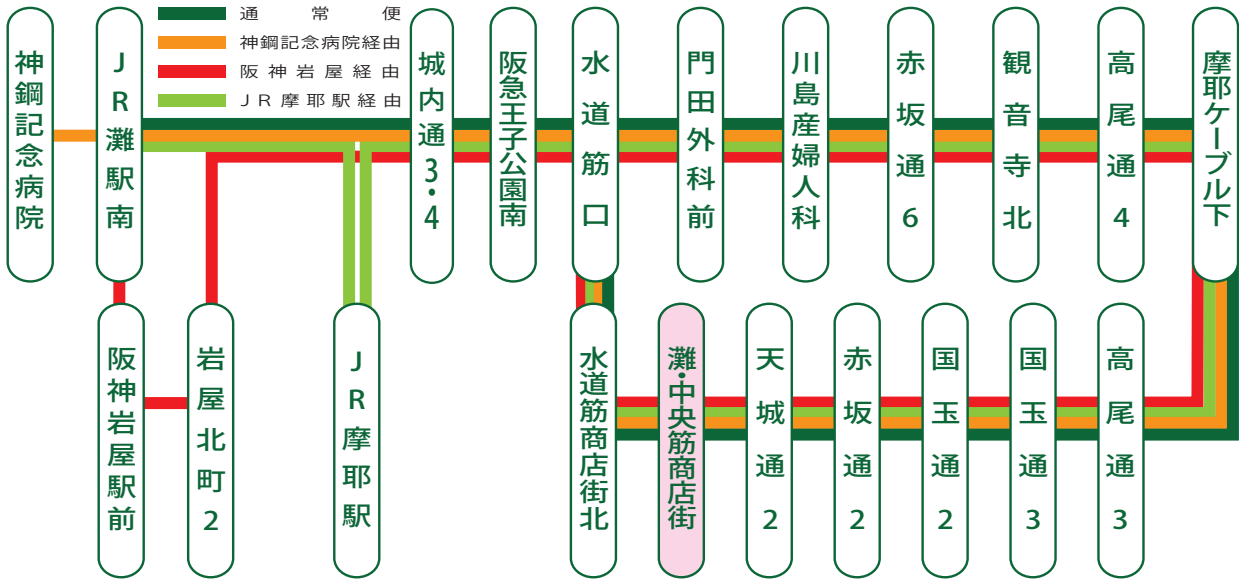 通常便
神鋼記念病院経由
阪神岩屋経由
JR摩耶駅経由
神鋼記念病院
JR灘駅南
城内通3・4
阪急王子公園南
水道筋口
門田外科前
川島産婦人科
赤坂通6
観音寺北
高尾通4
摩耶ケーブル下
阪神岩屋駅前
岩屋北町2
JR摩耶駅
水道筋商店街北
灘・中央筋商店街
天城通2
赤坂通2
国玉通2
国玉通3
高尾通3